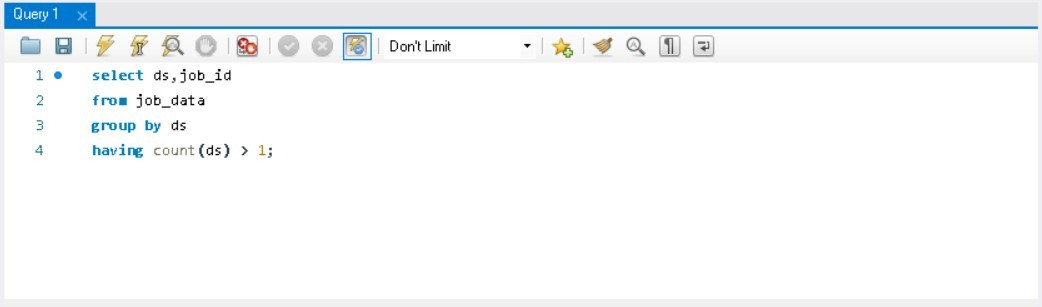 Query 1
Don't Limit
1 select ds,job_id
2 from job_data
3 group by ds
4 having count(ds) > 1;